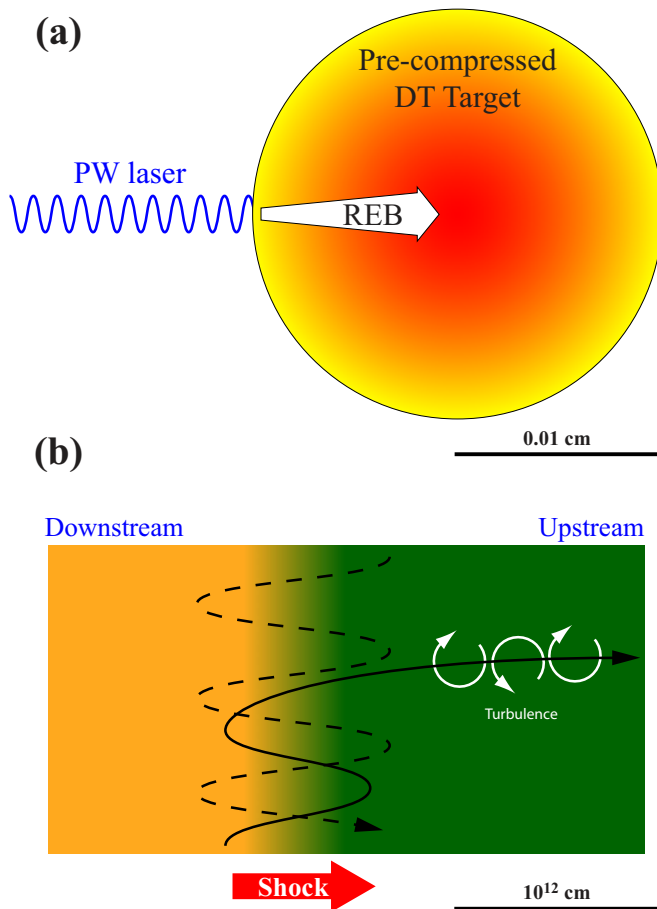 (a)
Pre-compressed
DT Target
PW laser
REB
0.01 cm
(b)
Downstream
Upstream
Turbulence
Shock
10¹² cm